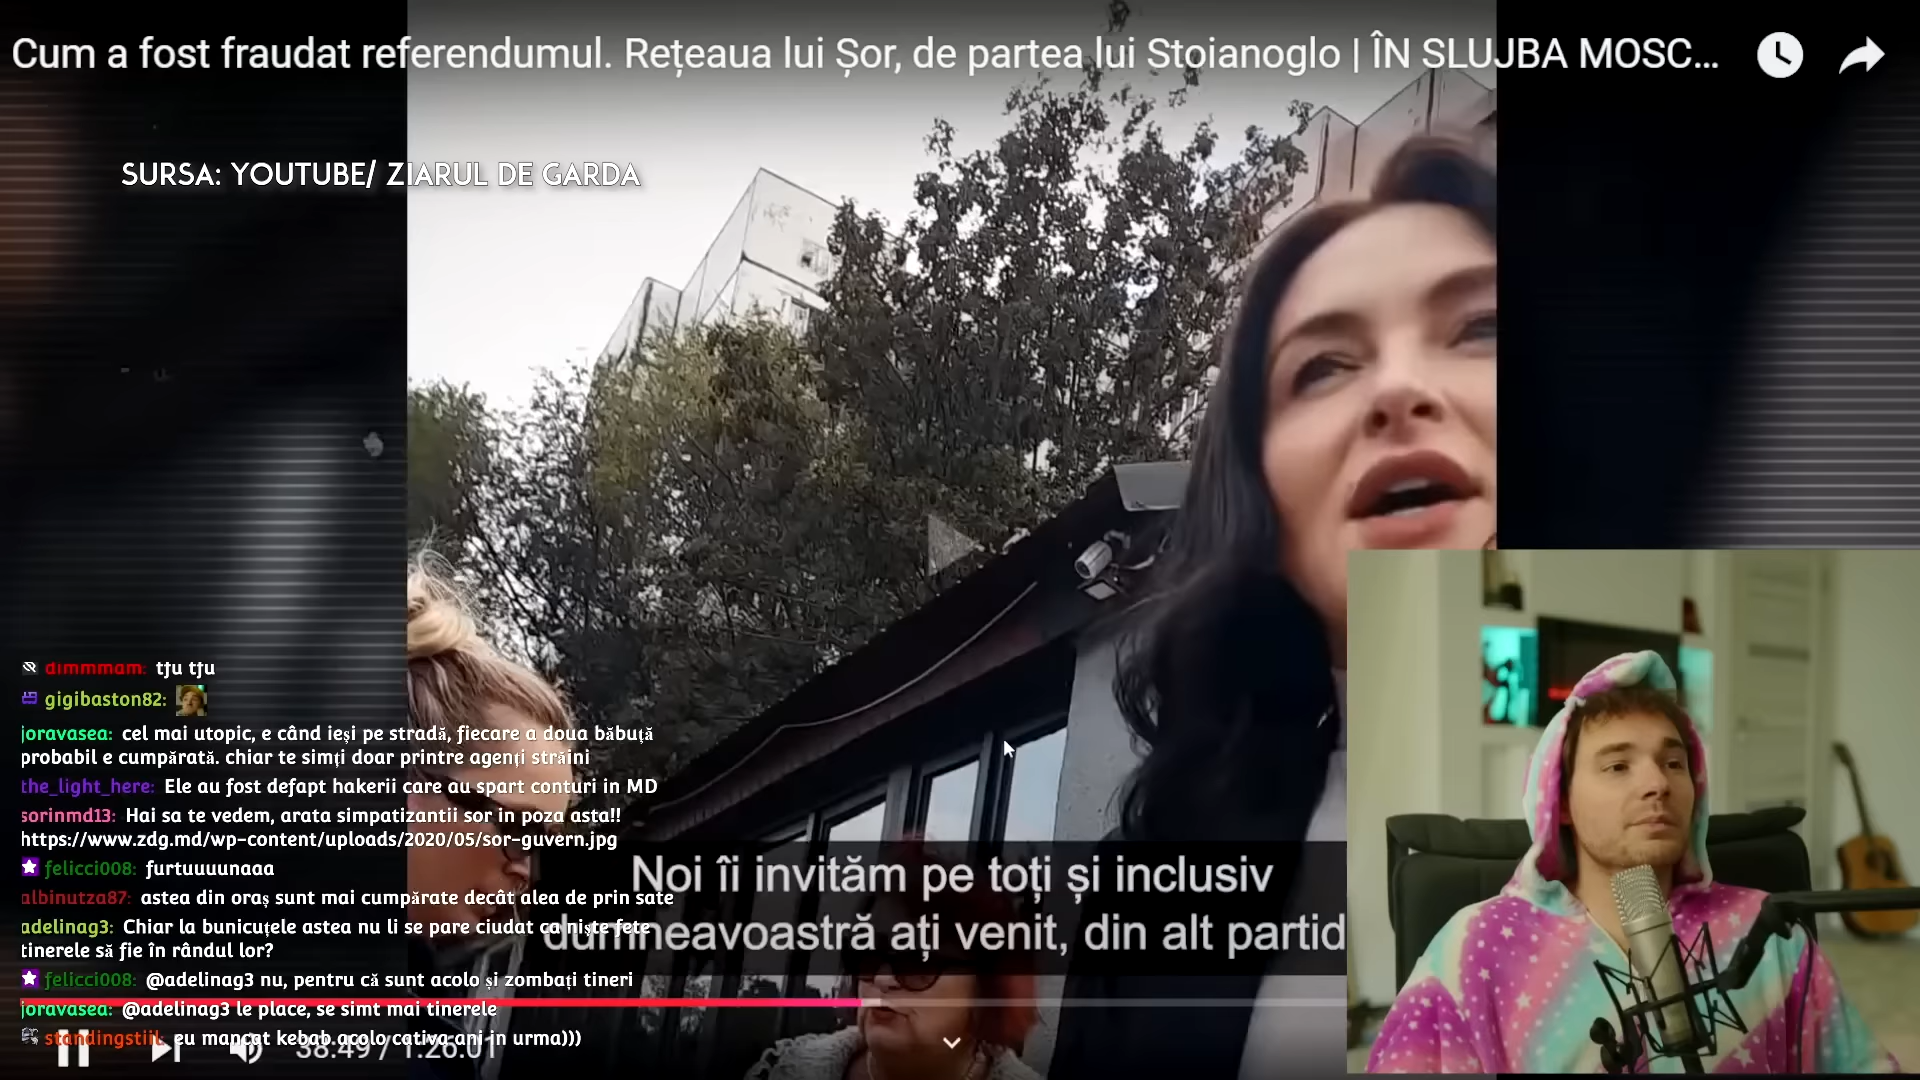 Cum a fost fraudat referendumul. Rețeaua lui Șor, de partea lui Stoianoglo | ÎN SLUJBA MOSC...
SURSA: YOUTUBE/ ZIARUL DE GARDA
dimmmam: tfu tfu
gigibaston82:
joravasea: cel mai utopic, e când ieși pe stradă, fiecare a doua băbuță
probabil e cumpărată. chiar te simți doar printre agenți străini
the_light_here: Ele au fost defapt hakerii care au spart conturi in MD
sorinmd13: Hai sa te vedem, arata simpatizantii sor in poza asta!!
https://www.zdg.md/wp-content/uploads/2020/05/sor-guvern.jpg
felicci008: furtuuuunaaa
albinutza87: astea din oraș sunt mai cumpărate decât alea de prin sate
adelinag3: Chiar la bunicuțele astea nu li se pare ciudat ca niște fete
tinerele să fie în rândul lor?
felicci008: @adelinag3 nu, pentru că sunt acolo și zombați tineri
joravasea: @adelinag3 le place, se simt mai tinerele
standingstiil: eu mancat kebab acolo cativa ani in urma)))
Noi îi invităm pe toți și inclusiv
dumneavoastră ați venit, din alt partid
38:49 / 1:26:01